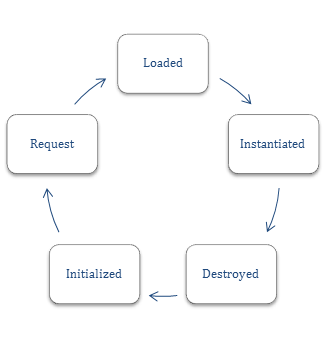 Loaded
Request
Instantiated
Initialized
Destroyed